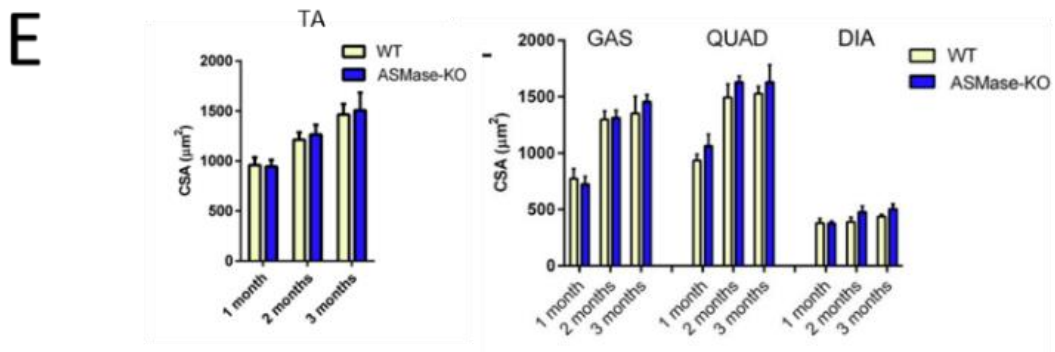 E
TA
WT
ASMase-KO
2000
1500
1000
500
0
CSA (μm²)
1 month
2 months
3 months
GAS QUAD DIA
WT
ASMase-KO
2000
1500
1000
500
0
CSA (μm²)
1 month
2 months
3 months
1 month
2 months
3 months
1 month
2 months
3 months